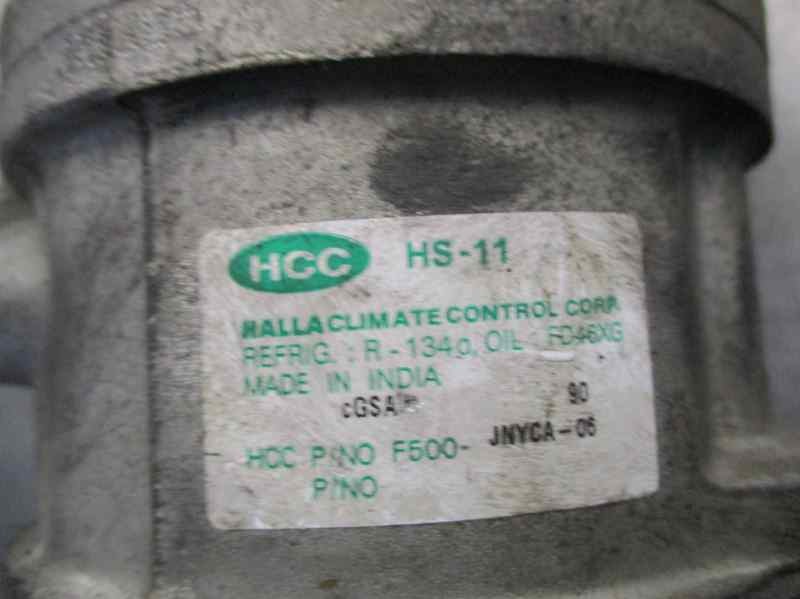 HCC HS-11
HALLA CLIMATE CONTROL CORP.
REFRIG. : R-134a, OIL : FD46XG
MADE IN INDIA
cGSA 90
HCC P/NO F500- JNYCA-06
P/NO